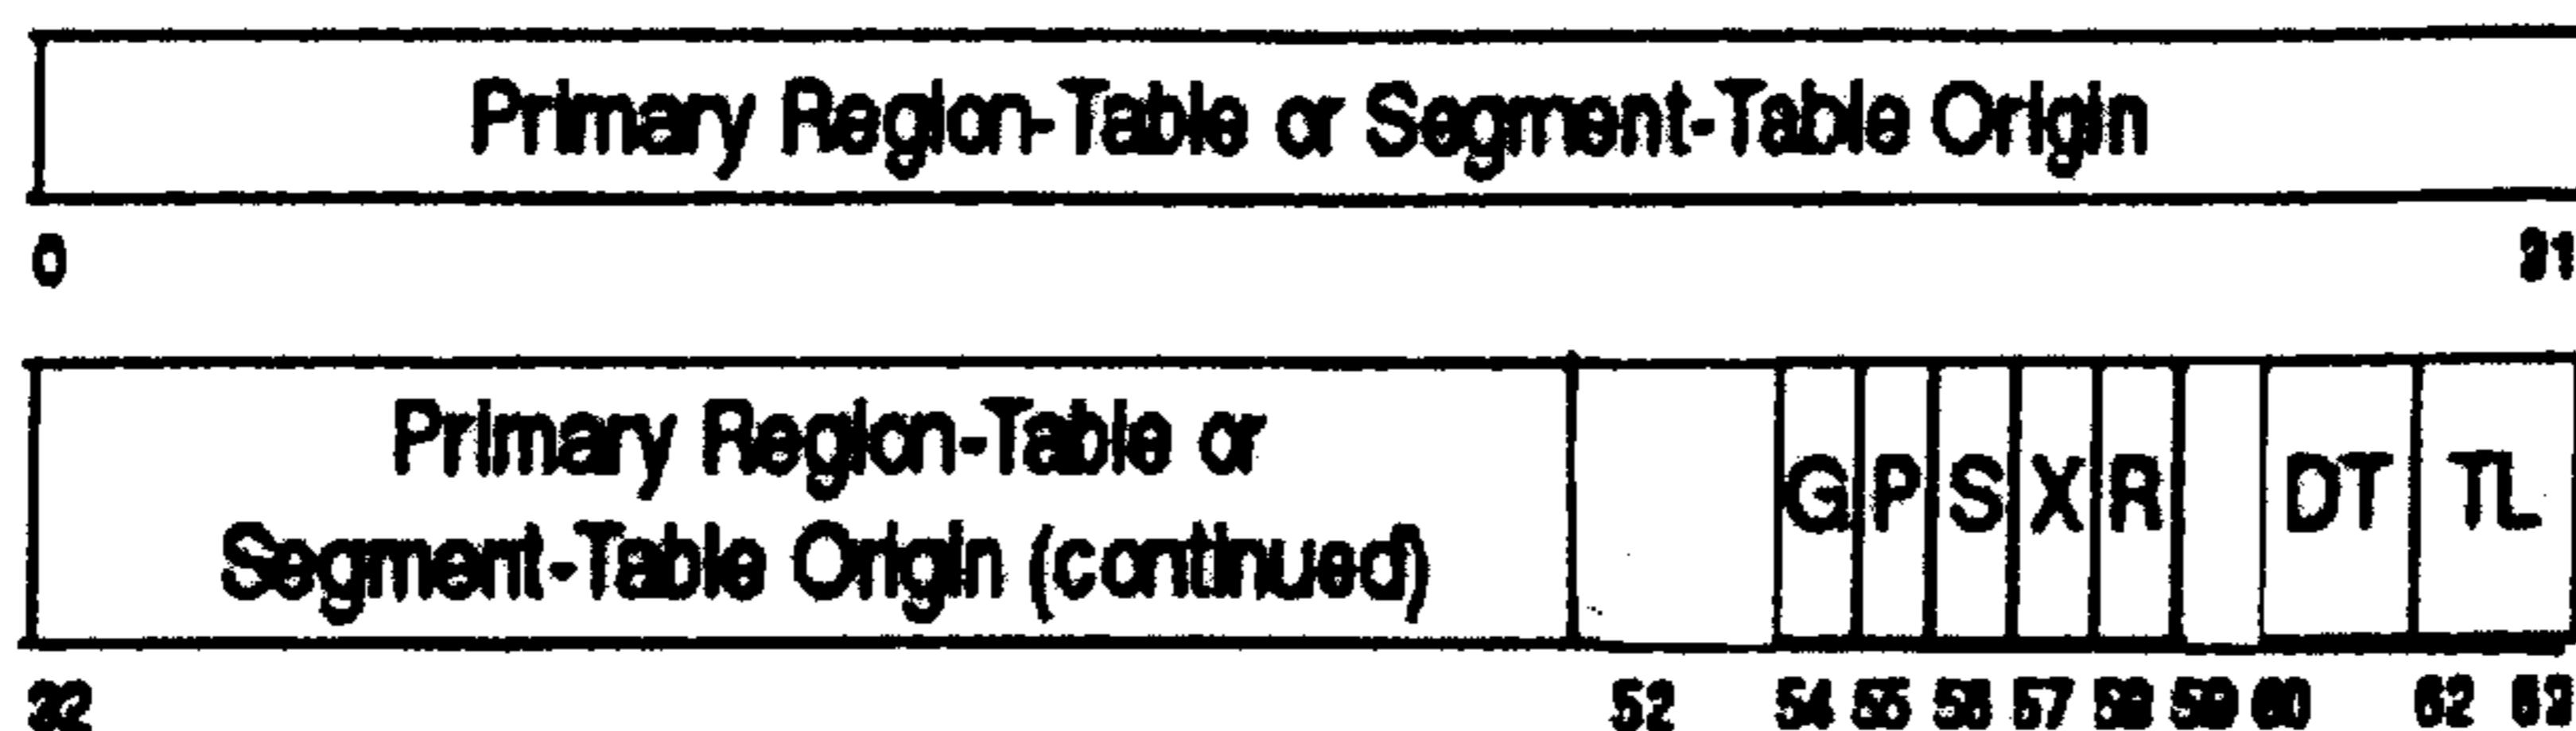 Primary Region-Table or Segment-Table Origin
0 31
Primary Region-Table or
Segment-Table Origin (continued)
G P S X R DT TL
32 52 54 55 56 57 58 59 60 62 63